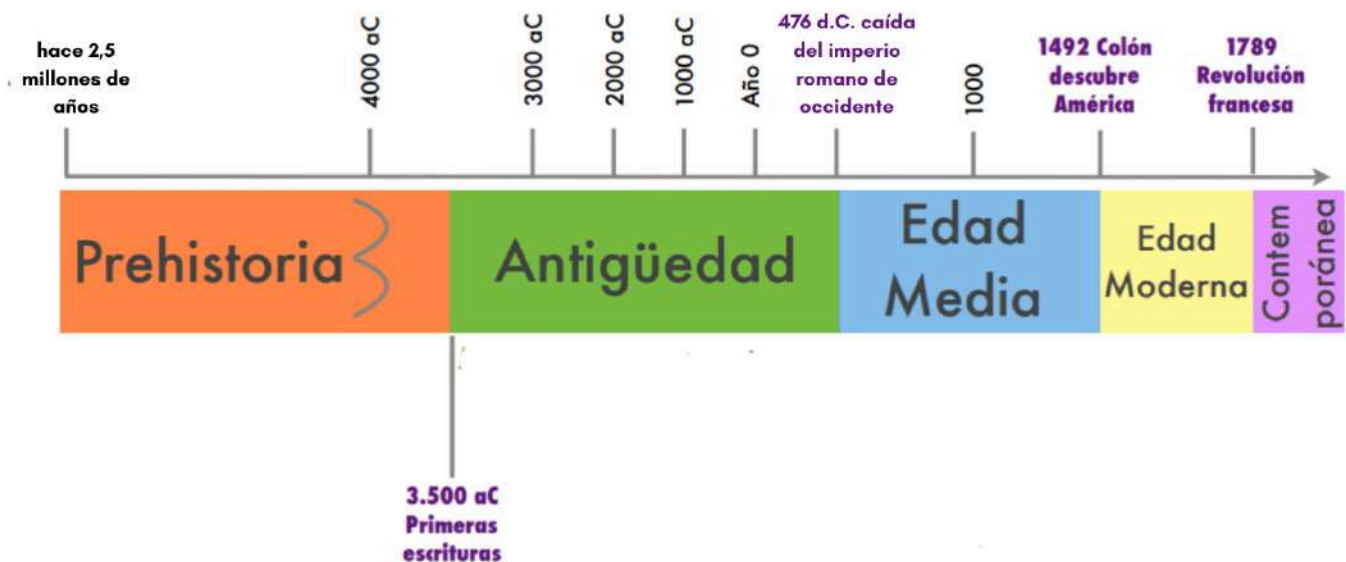 hace 2,5
millones de
años
4000 aC
3000 aC
2000 aC
1000 aC
Año 0
476 d.C. caída
del imperio
romano de
occidente
1000
1492 Colón
descubre
América
1789
Revolución
francesa
Prehistoria
Antigüedad
Edad
Media
Edad
Moderna
Contem
poránea
3.500 aC
Primeras
escrituras